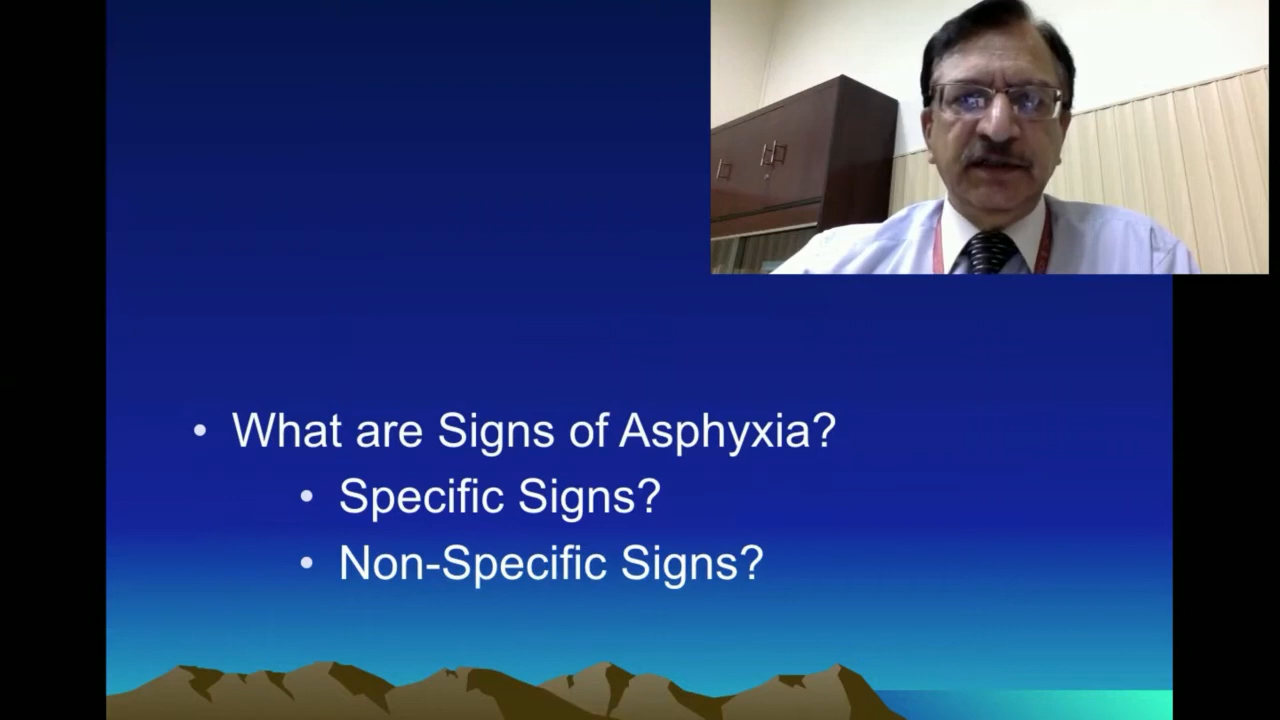 • What are Signs of Asphyxia?
• Specific Signs?
• Non-Specific Signs?